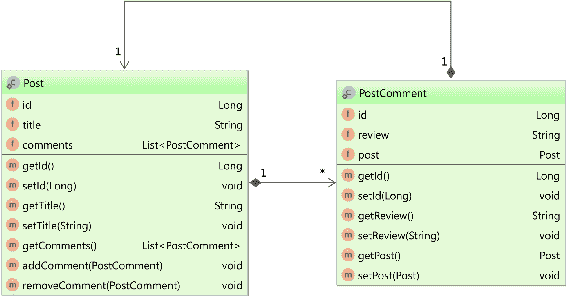 1
1
Post
id Long
title String
comments List<PostComment>
getId() Long
setId(Long) void
getTitle() String
setTitle(String) void
getComments() List<PostComment>
addComment(PostComment) void
removeComment(PostComment) void
1 *
PostComment
id Long
review String
post Post
getId() Long
setId(Long) void
getReview() String
setReview(String) void
getPost() Post
setPost(Post) void